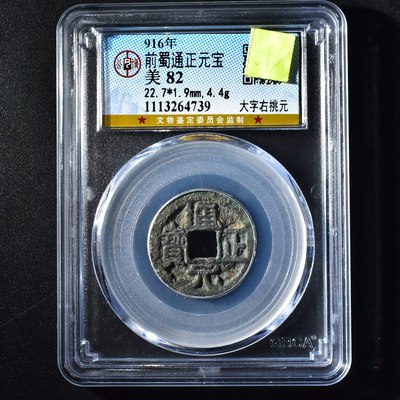 916年
前蜀通正元宝
美 82
22.7*1.9mm,4.4g
1113264739
大字右挑元
★ 文物鉴定委员会监制 ★
通正元寶
GBCA